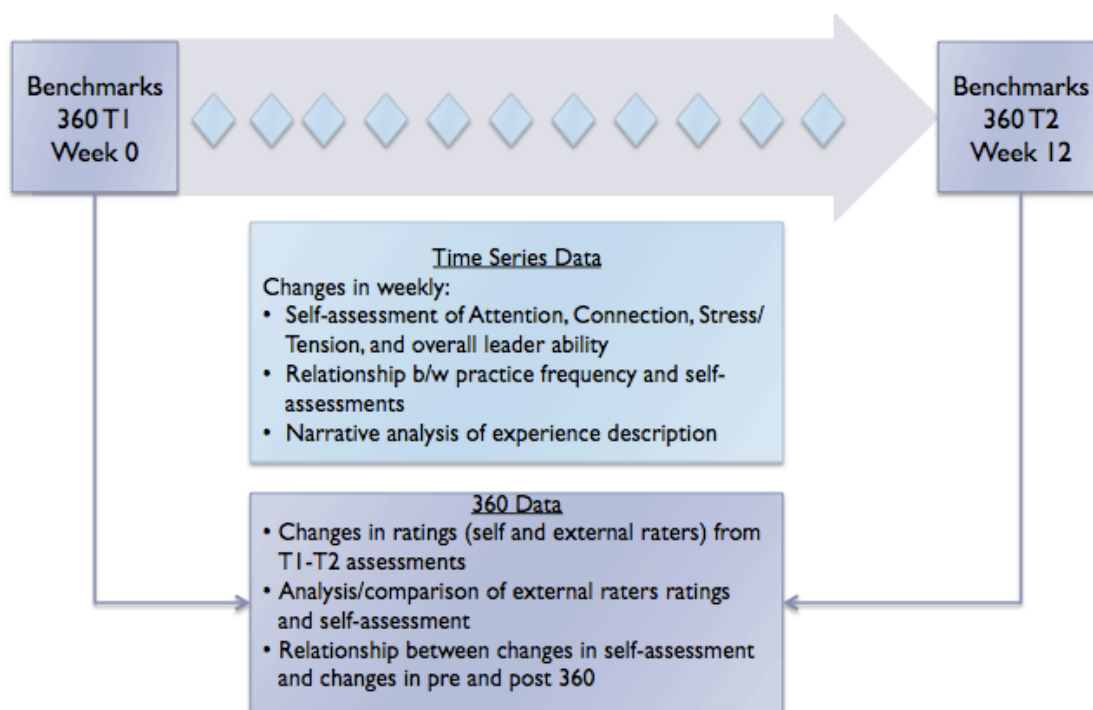 Benchmarks
360 T1
Week 0
Benchmarks
360 T2
Week 12
Time Series Data
Changes in weekly:
• Self-assessment of Attention, Connection, Stress/
Tension, and overall leader ability
• Relationship b/w practice frequency and self-
assessments
• Narrative analysis of experience description
360 Data
• Changes in ratings (self and external raters) from
T1-T2 assessments
• Analysis/comparison of external raters ratings
and self-assessment
• Relationship between changes in self-assessment
and changes in pre and post 360